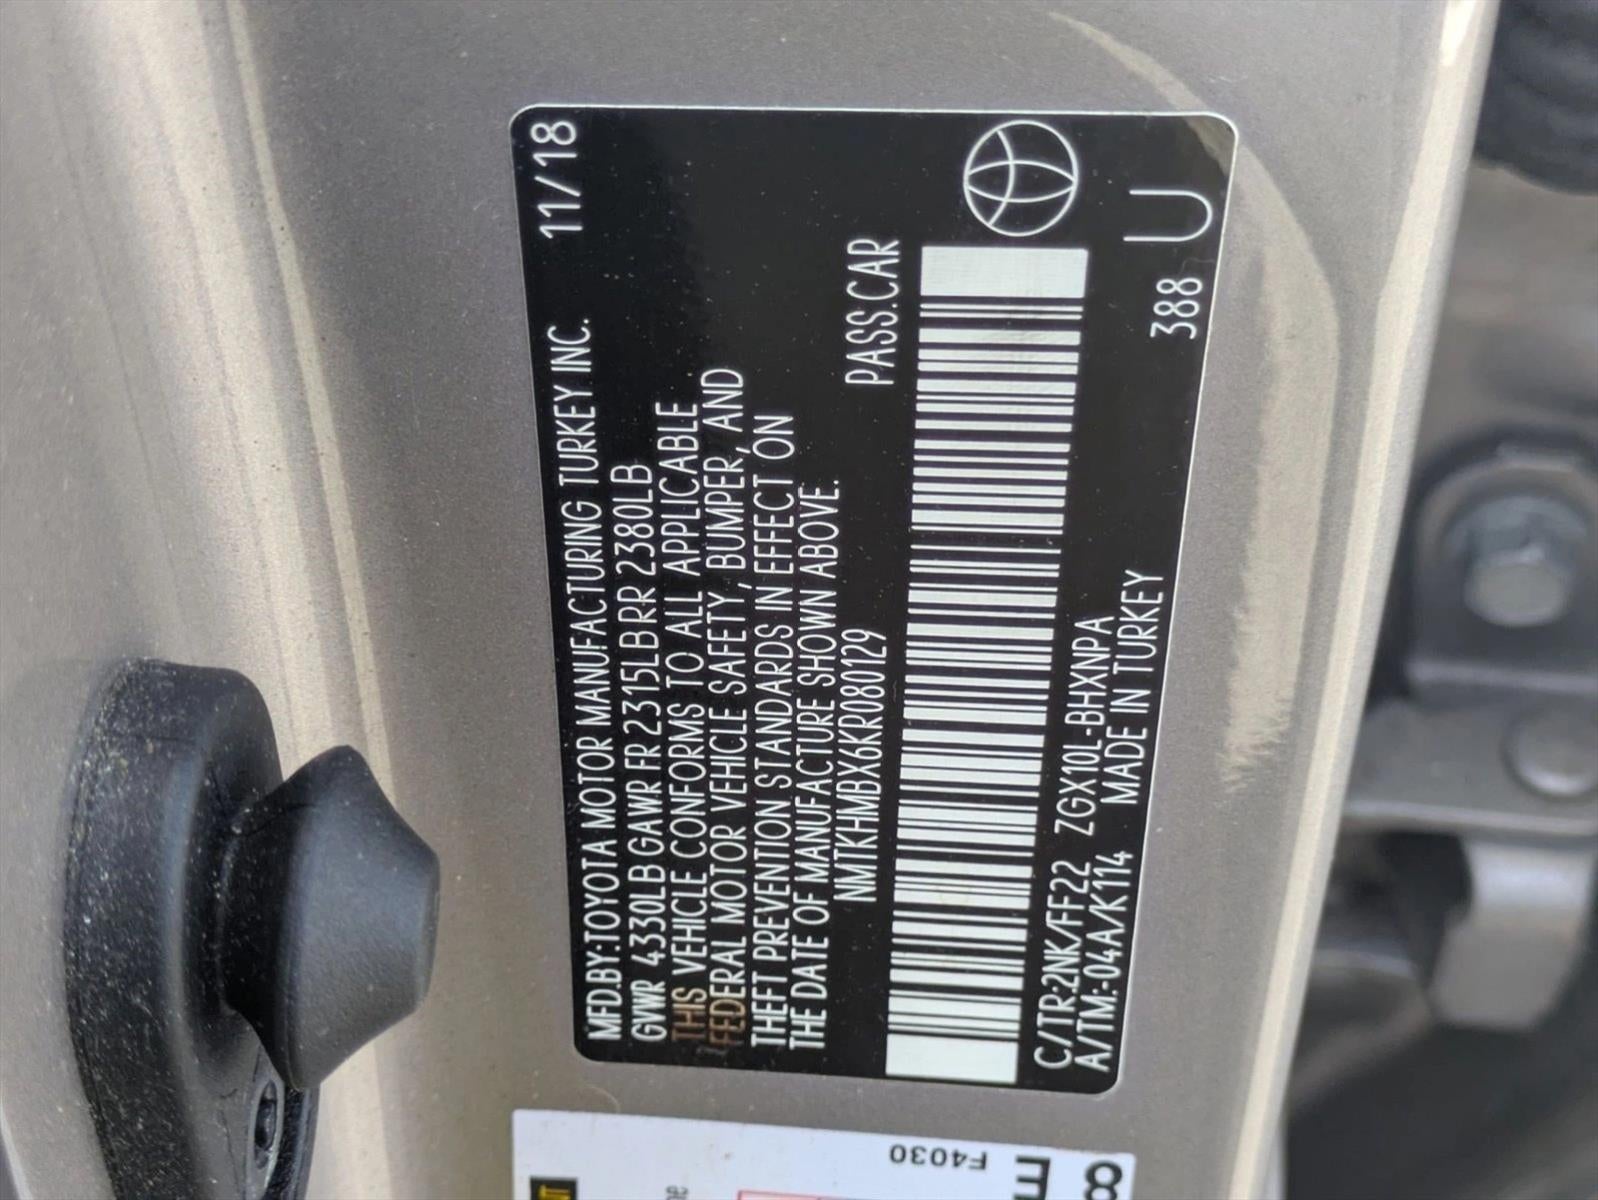 MFD.BY:TOYOTA MOTOR MANUFACTURING TURKEY INC. 11/18
GVWR 4330LB GAWR FR 2315LB RR 2380LB
THIS VEHICLE CONFORMS TO ALL APPLICABLE
FEDERAL MOTOR VEHICLE SAFETY, BUMPER, AND
THEFT PREVENTION STANDARDS IN EFFECT ON
THE DATE OF MANUFACTURE SHOWN ABOVE.
NMTKHMBX6KR080129 PASS.CAR
C/TR:2NK/FF22 ZGX10L-BHXNPA
A/TM:-04A/K114 MADE IN TURKEY
388 U
F4030